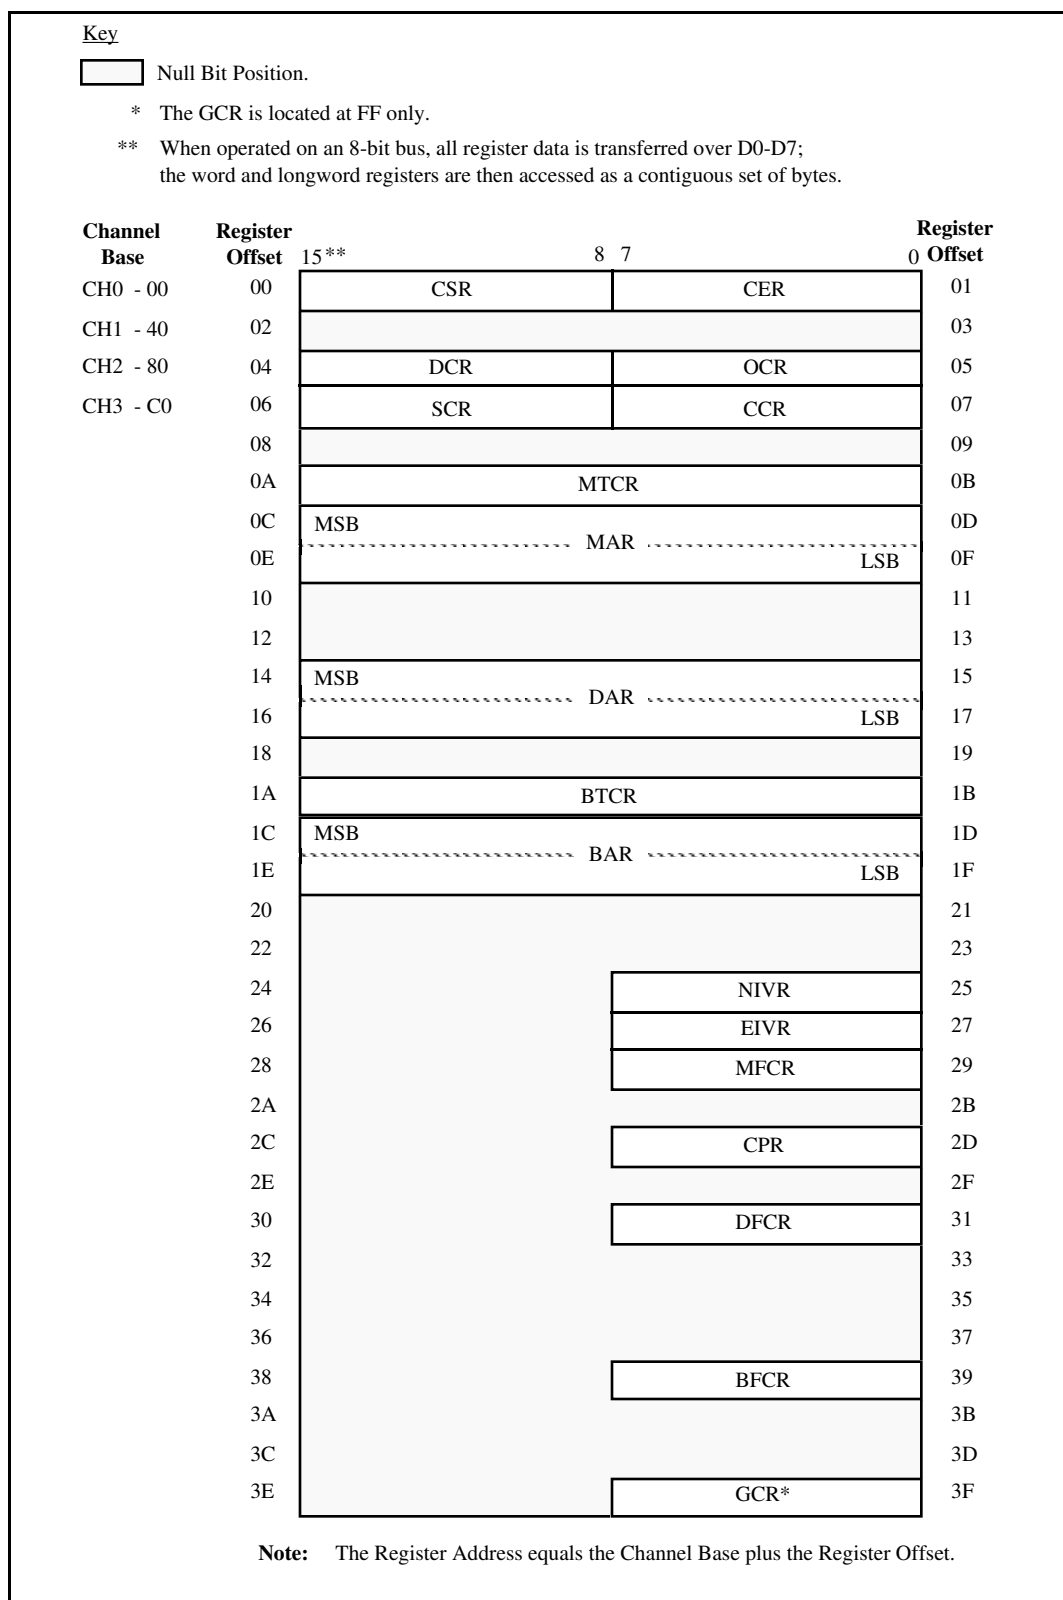 Key
Null Bit Position.
* The GCR is located at FF only.
** When operated on an 8-bit bus, all register data is transferred over D0-D7;
the word and longword registers are then accessed as a contiguous set of bytes.
Channel Register Register
Base Offset 15** 8 7 0 Offset
CH0 - 00 00 CSR CER 01
CH1 - 40 02 03
CH2 - 80 04 DCR OCR 05
CH3 - C0 06 SCR CCR 07
08 09
0A MTCR 0B
0C MSB 0D
MAR
0E LSB 0F
10 11
12 13
14 MSB 15
DAR
16 LSB 17
18 19
1A BTCR 1B
1C MSB 1D
BAR
1E LSB 1F
20 21
22 23
24 NIVR 25
26 EIVR 27
28 MFCR 29
2A 2B
2C CPR 2D
2E 2F
30 DFCR 31
32 33
34 35
36 37
38 BFCR 39
3A 3B
3C 3D
3E GCR* 3F
Note: The Register Address equals the Channel Base plus the Register Offset.